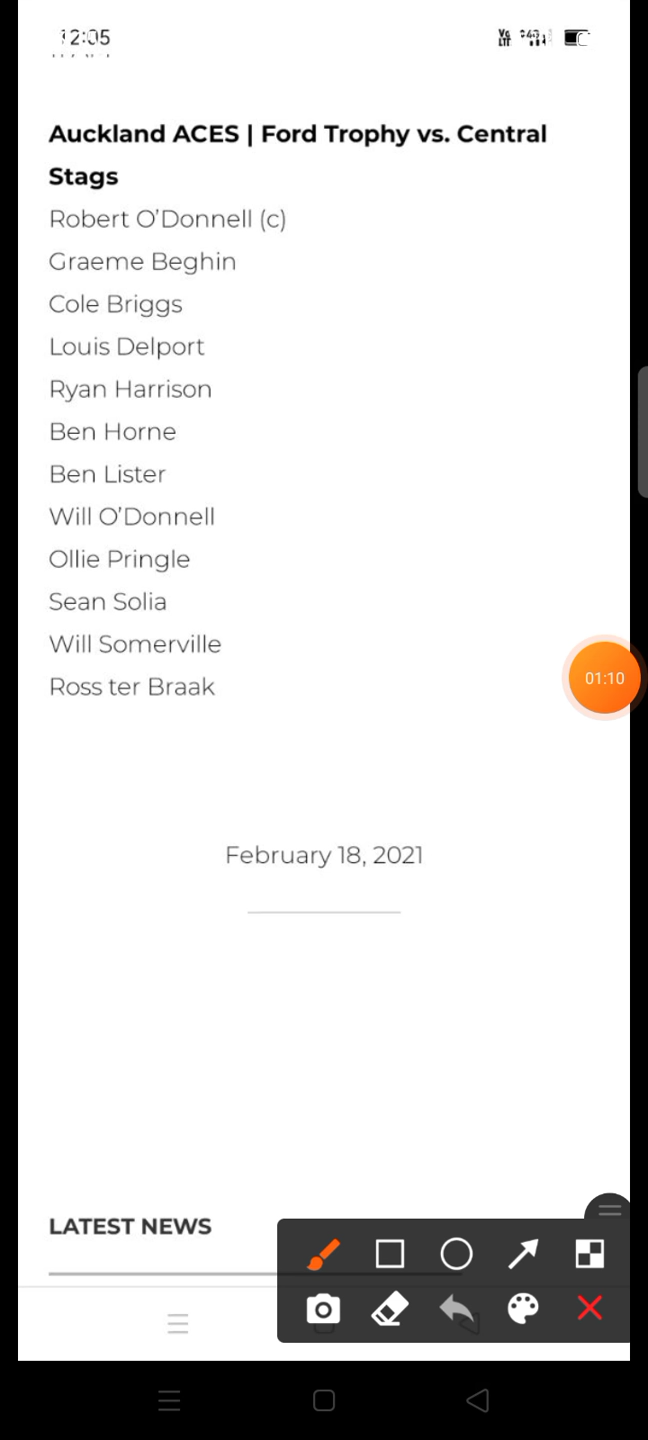 12:05
Auckland ACES | Ford Trophy vs. Central
Stags
Robert O'Donnell (c)
Graeme Beghin
Cole Briggs
Louis Delport
Ryan Harrison
Ben Horne
Ben Lister
Will O'Donnell
Ollie Pringle
Sean Solia
Will Somerville
Ross ter Braak
01:10
February 18, 2021
LATEST NEWS